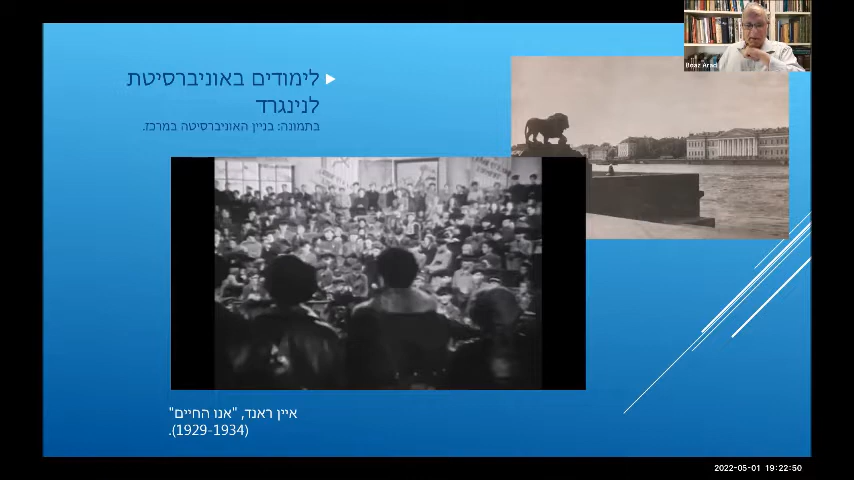 Boaz Arad
לימודים באוניברסיטת
לנינגרד
בתמונה: בניין האוניברסיטה במרכז.
איין ראנד, "אנו החיים"
(1929-1934).
2022-05-01 19:22:50